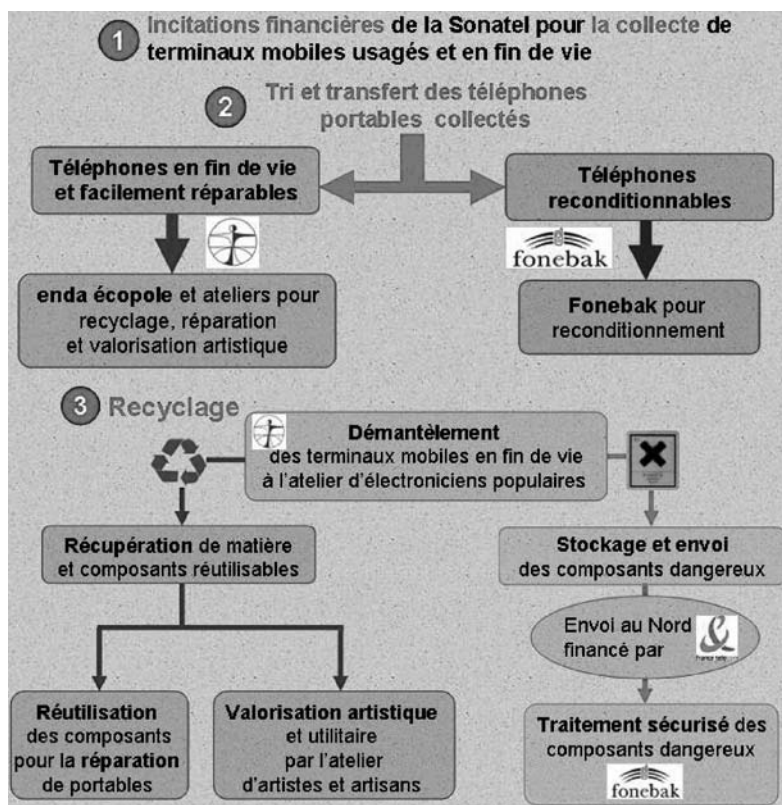 1 Incitations financières de la Sonatel pour la collecte de
terminaux mobiles usagés et en fin de vie
2 Tri et transfert des téléphones
portables collectés
Téléphones en fin de vie
et facilement réparables
Téléphones
reconditionnables
fonebak
enda écopole et ateliers pour
recyclage, réparation
et valorisation artistique
Fonebak pour
reconditionnement
3 Recyclage
Démantèlement
des terminaux mobiles en fin de vie
à l'atelier d'électroniciens populaires
Récupération de matière
et composants réutilisables
Stockage et envoi
des composants dangereux
Envoi au Nord
financé par
&
Réutilisation
des composants
pour la réparation
de portables
Valorisation artistique
et utilitaire
par l'atelier
d'artistes et artisans
Traitement sécurisé des
composants dangereux
fonebak